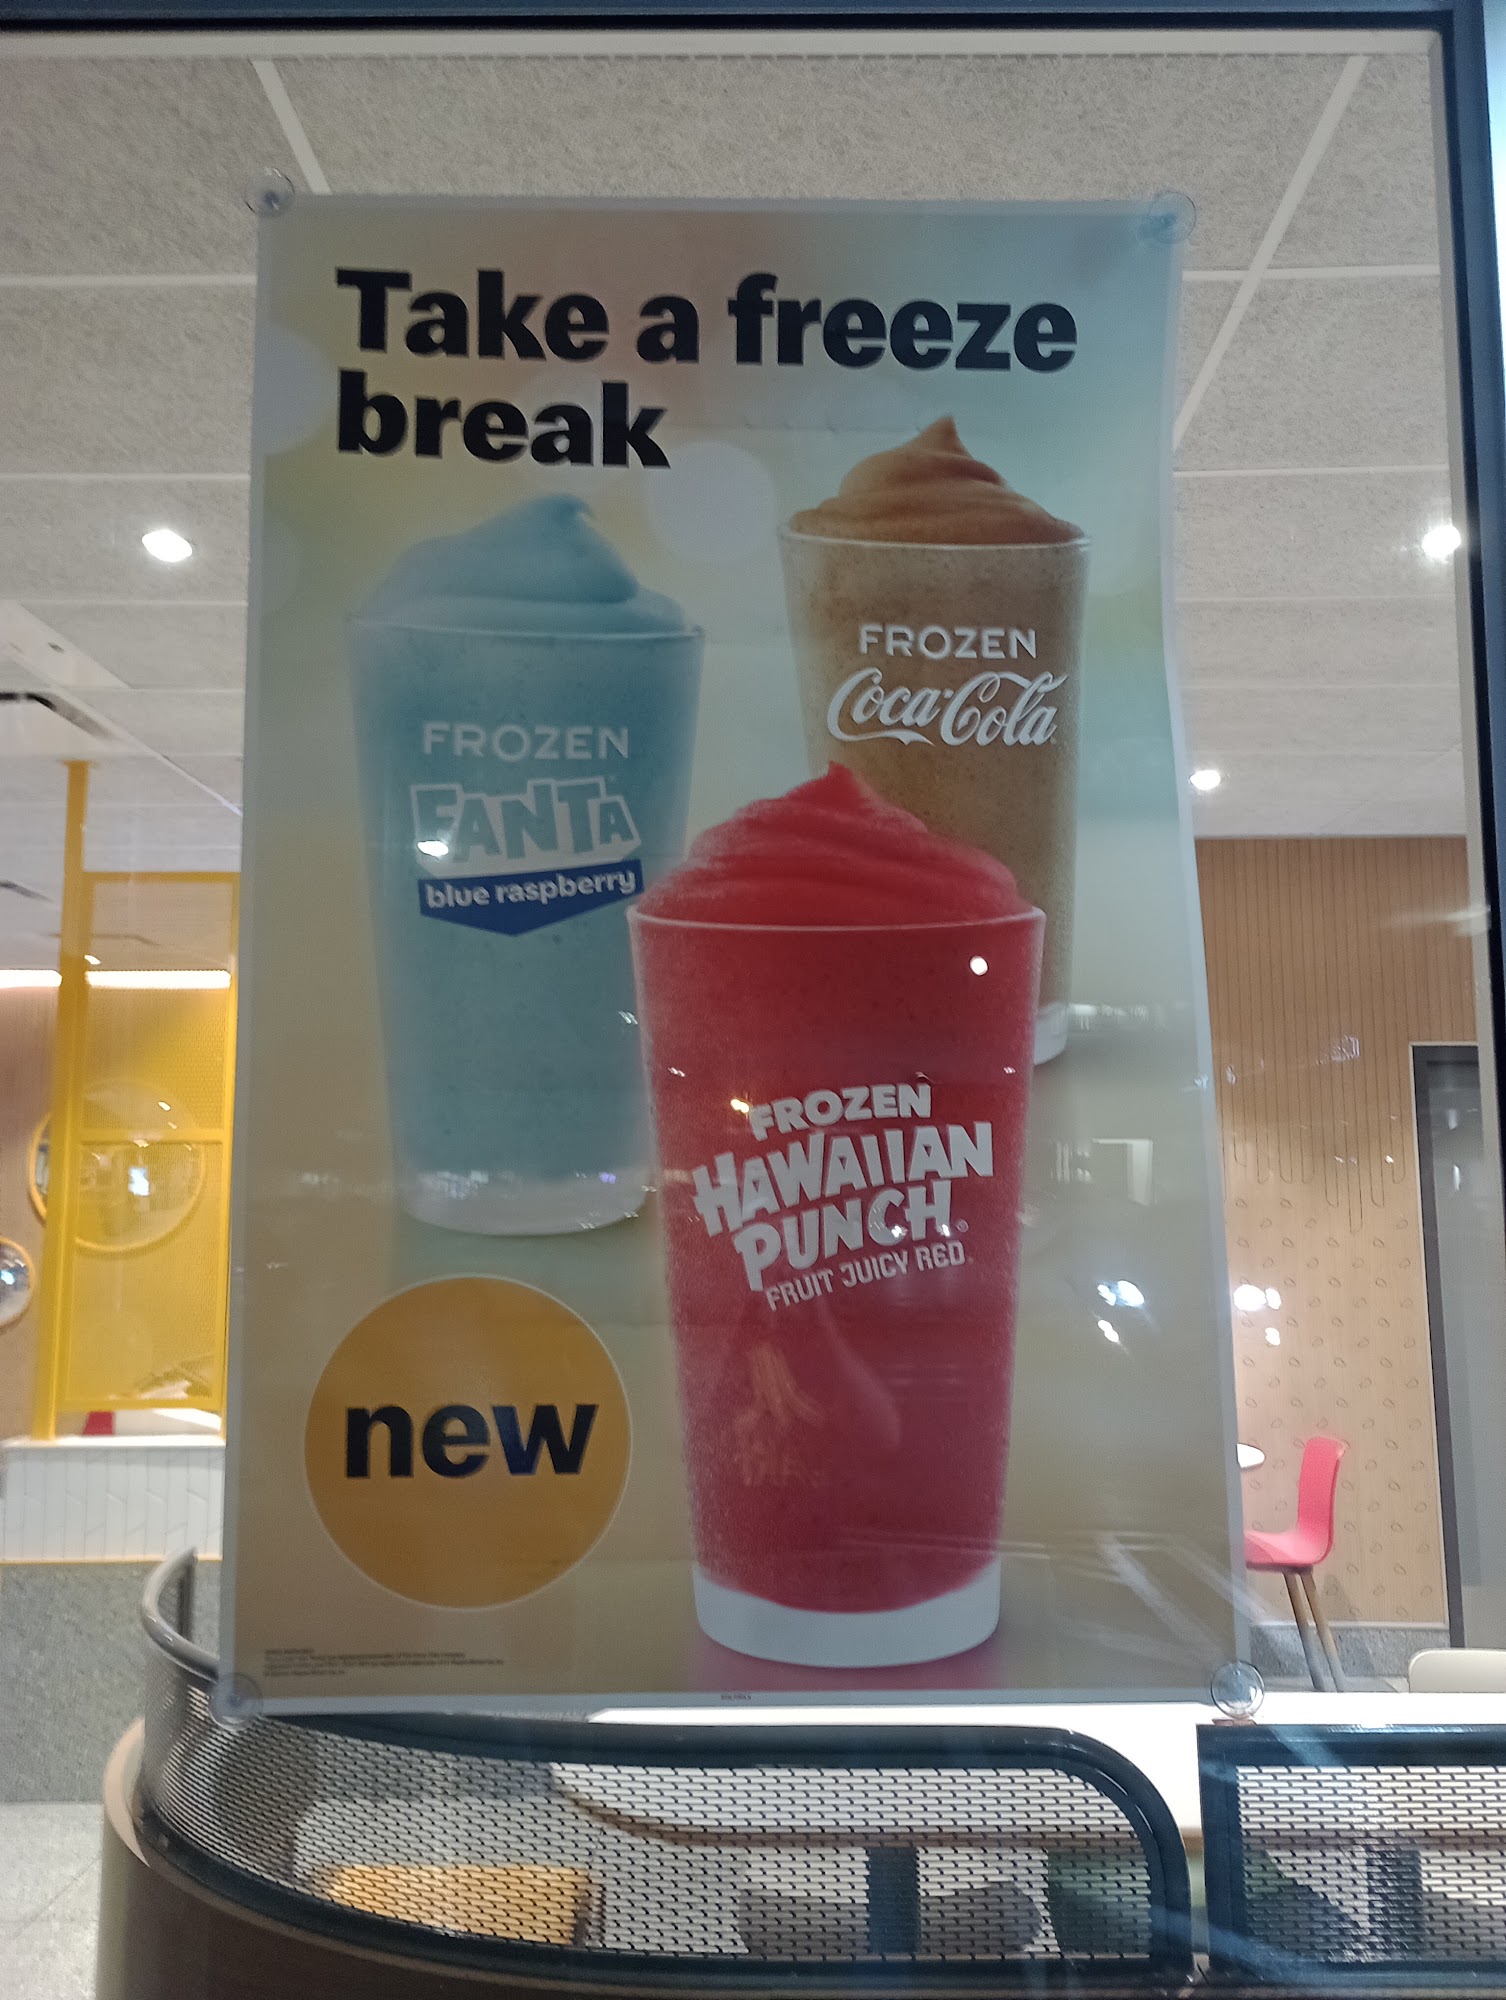 Take a freeze
break
FROZEN
Coca-Cola
FROZEN
FANTA
blue raspberry
FROZEN
HAWAIIAN
PUNCH®
FRUIT JUICY RED.
new